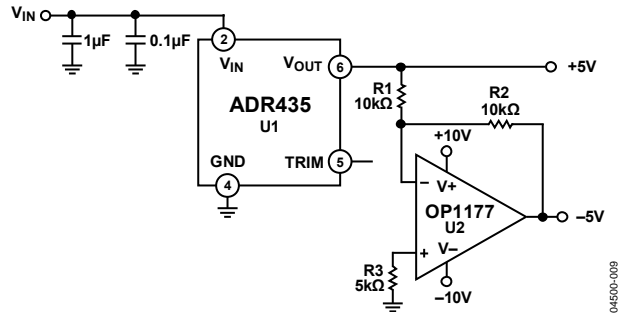 VIN
1µF
0.1µF
2
VIN
VOUT
6
+5V
ADR435
U1
R1
10kΩ
R2
10kΩ
GND
TRIM
5
4
+10V
–
V+
OP1177
U2
–5V
+
V–
R3
5kΩ
–10V
04500-009